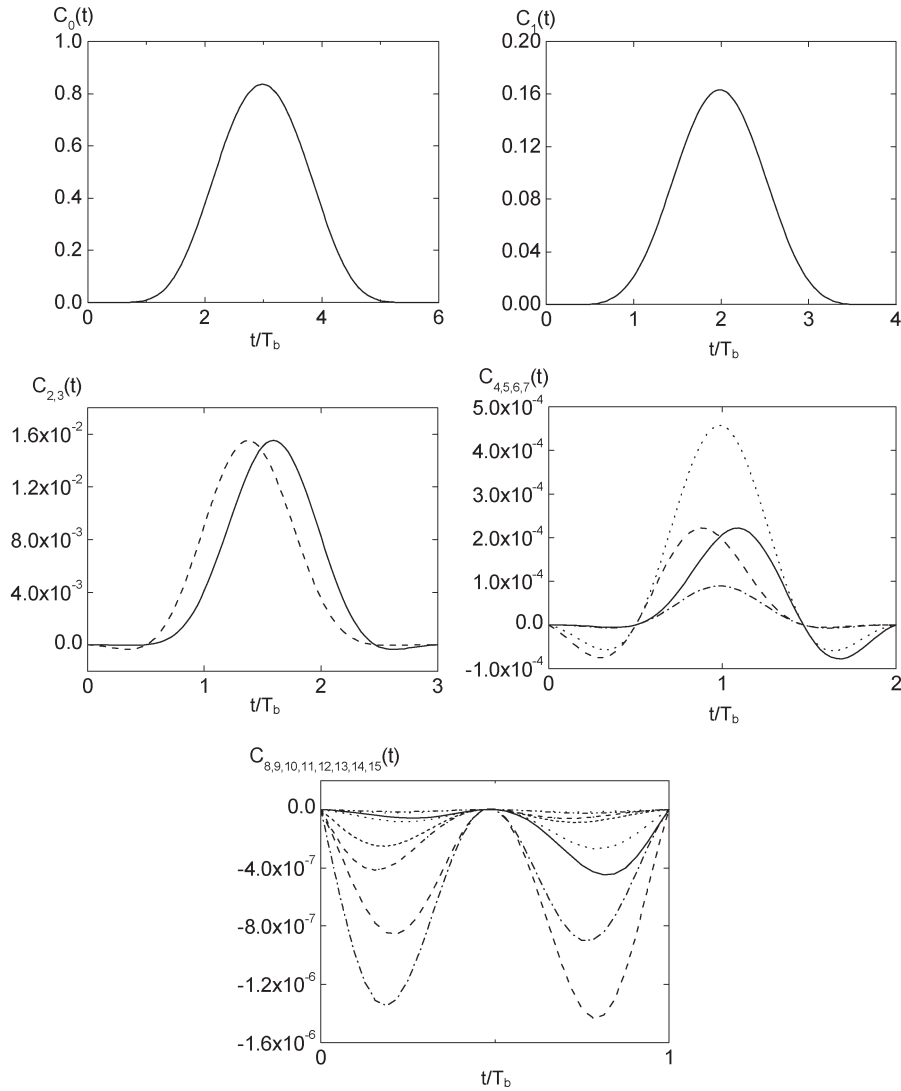 C₀(t)
1.0
0.8
0.6
0.4
0.2
0.0
0 2 4 6
t/T_b
C₁(t)
0.20
0.16
0.12
0.08
0.04
0.00
0 1 2 3 4
t/T_b
C₂,₃(t)
1.6x10⁻²
1.2x10⁻²
8.0x10⁻³
4.0x10⁻³
0.0
0 1 2 3
t/T_b
C₄,₅,₆,₇(t)
5.0x10⁻⁴
4.0x10⁻⁴
3.0x10⁻⁴
2.0x10⁻⁴
1.0x10⁻⁴
0.0
-1.0x10⁻⁴
0 1 2
t/T_b
C₈,₉,₁₀,₁₁,₁₂,₁₃,₁₄,₁₅(t)
0.0
-4.0x10⁻⁷
-8.0x10⁻⁷
-1.2x10⁻⁶
-1.6x10⁻⁶
0 1
t/T_b